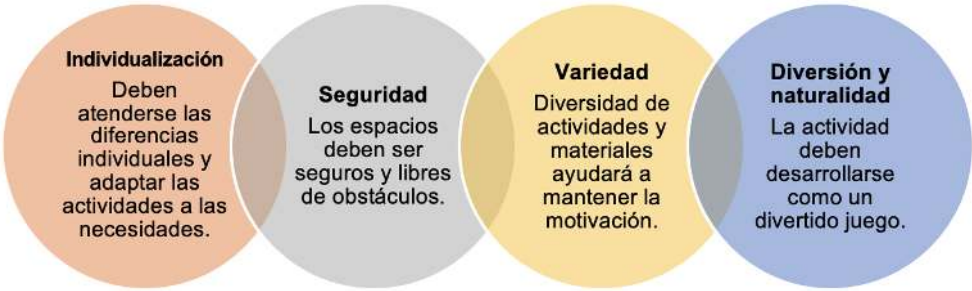 Individualización
Deben
atenderse las
diferencias
individuales y
adaptar las
actividades a las
necesidades.
Seguridad
Los espacios
deben ser
seguros y libres
de obstáculos.
Variedad
Diversidad de
actividades y
materiales
ayudará a
mantener la
motivación.
Diversión y
naturalidad
La actividad
deben
desarrollarse
como un
divertido juego.